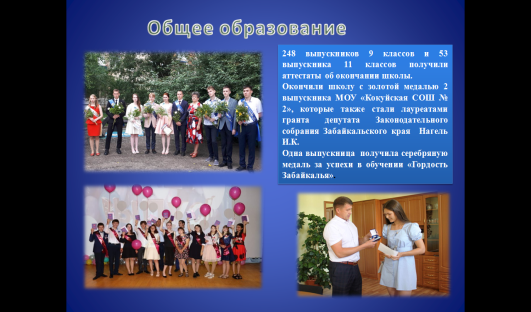 Общее образование
248 выпускников 9 классов и 53
выпускника 11 классов получили
аттестаты об окончании школы.
Окончили школу с золотой медалью 2
выпускника МОУ «Кокуйская СОШ №
2», которые также стали лауреатами
гранта депутата Законодательного
собрания Забайкальского края Нагель
И.К.
Одна выпускница получила серебряную
медаль за успехи в обучении «Гордость
Забайкалья»